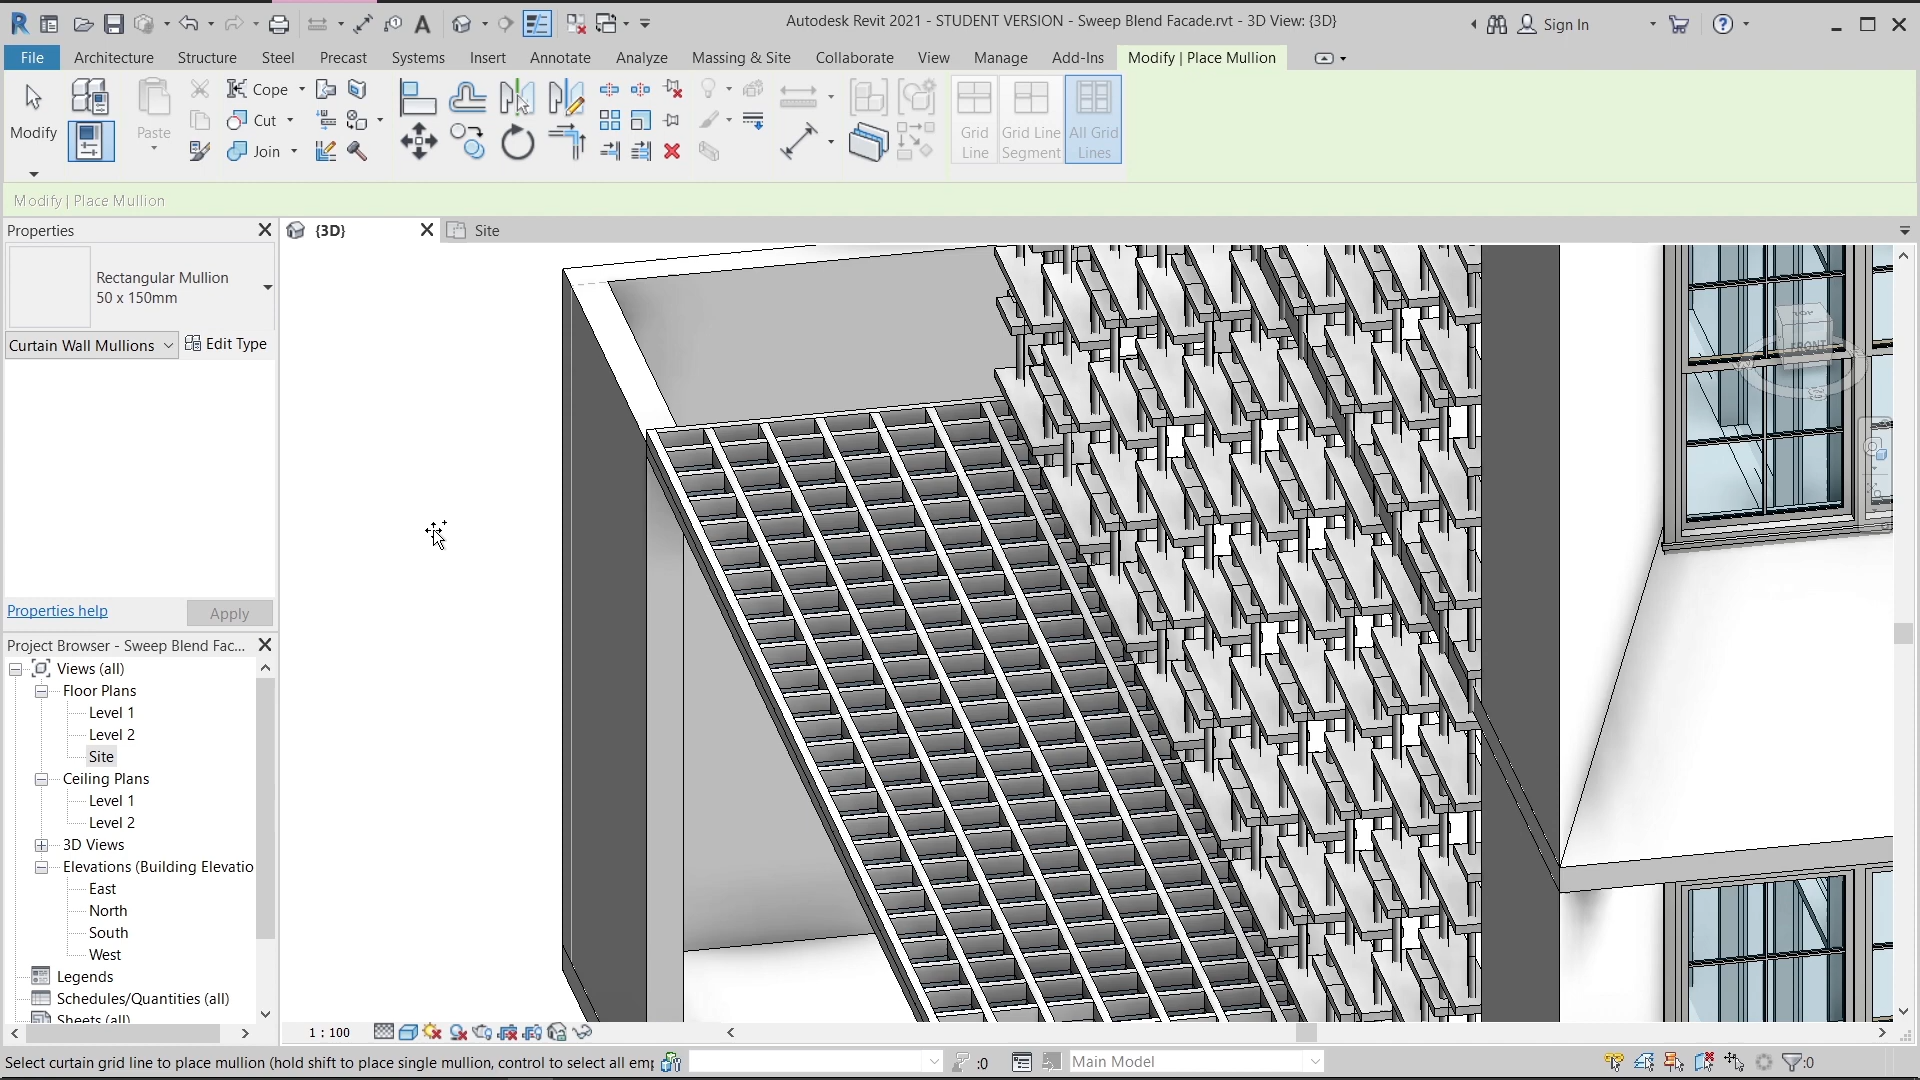 Autodesk Revit 2021 - STUDENT VERSION - Sweep Blend Facade.rvt - 3D View: {3D}
Sign In
File Architecture Structure Steel Precast Systems Insert Annotate Analyze Massing & Site Collaborate View Manage Add-Ins Modify | Place Mullion
Modify
Paste
Cope
Cut
Join
Grid Line
Grid Line Segment
All Grid Lines
Modify | Place Mullion
Properties
{3D}
Site
Rectangular Mullion
50 x 150mm
Curtain Wall Mullions
Edit Type
TOP
FRONT
Properties help
Apply
Project Browser - Sweep Blend Fac...
Views (all)
Floor Plans
Level 1
Level 2
Site
Ceiling Plans
Level 1
Level 2
3D Views
Elevations (Building Elevatio
East
North
South
West
Legends
Schedules/Quantities (all)
Sheets (all)
1 : 100
Select curtain grid line to place mullion (hold shift to place single mullion, control to select all emp
:0
Main Model
:0